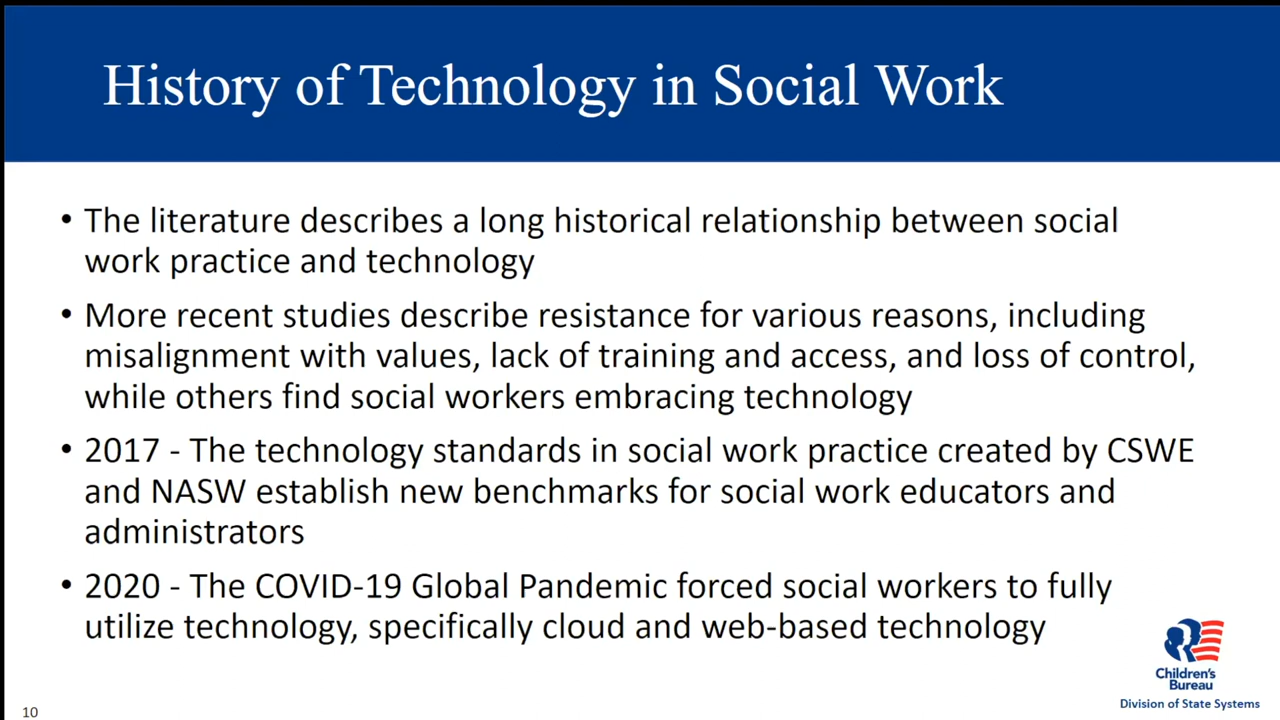 History of Technology in Social Work
• The literature describes a long historical relationship between social
work practice and technology
• More recent studies describe resistance for various reasons, including
misalignment with values, lack of training and access, and loss of control,
while others find social workers embracing technology
• 2017 - The technology standards in social work practice created by CSWE
and NASW establish new benchmarks for social work educators and
administrators
• 2020 - The COVID-19 Global Pandemic forced social workers to fully
utilize technology, specifically cloud and web-based technology
Children's
Bureau
Division of State Systems
10